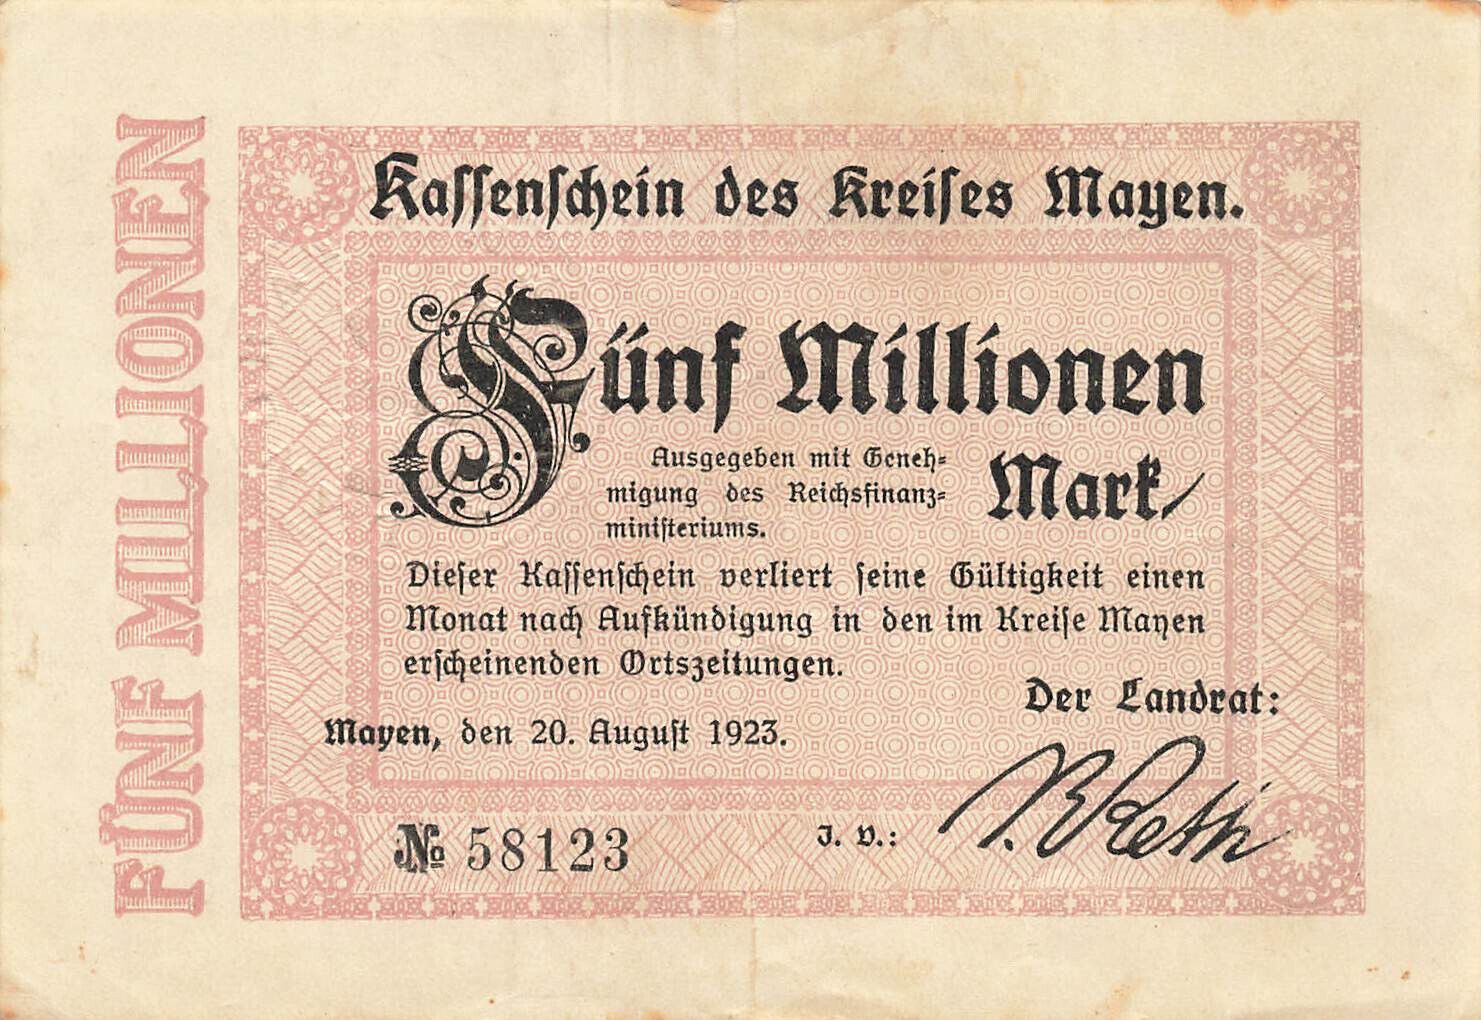 FÜNF MILLIONEN
Kassenschein des Kreises Mayen.
Fünf Millionen
Ausgegeben mit Geneh-
migung des Reichsfinanz-
ministeriums.
Mark
Dieser Kassenschein verliert seine Gültigkeit einen
Monat nach Aufkündigung in den im Kreise Mayen
erscheinenden Ortszeitungen.
Der Landrat:
Mayen, den 20. August 1923.
J. V.:
№ 58123